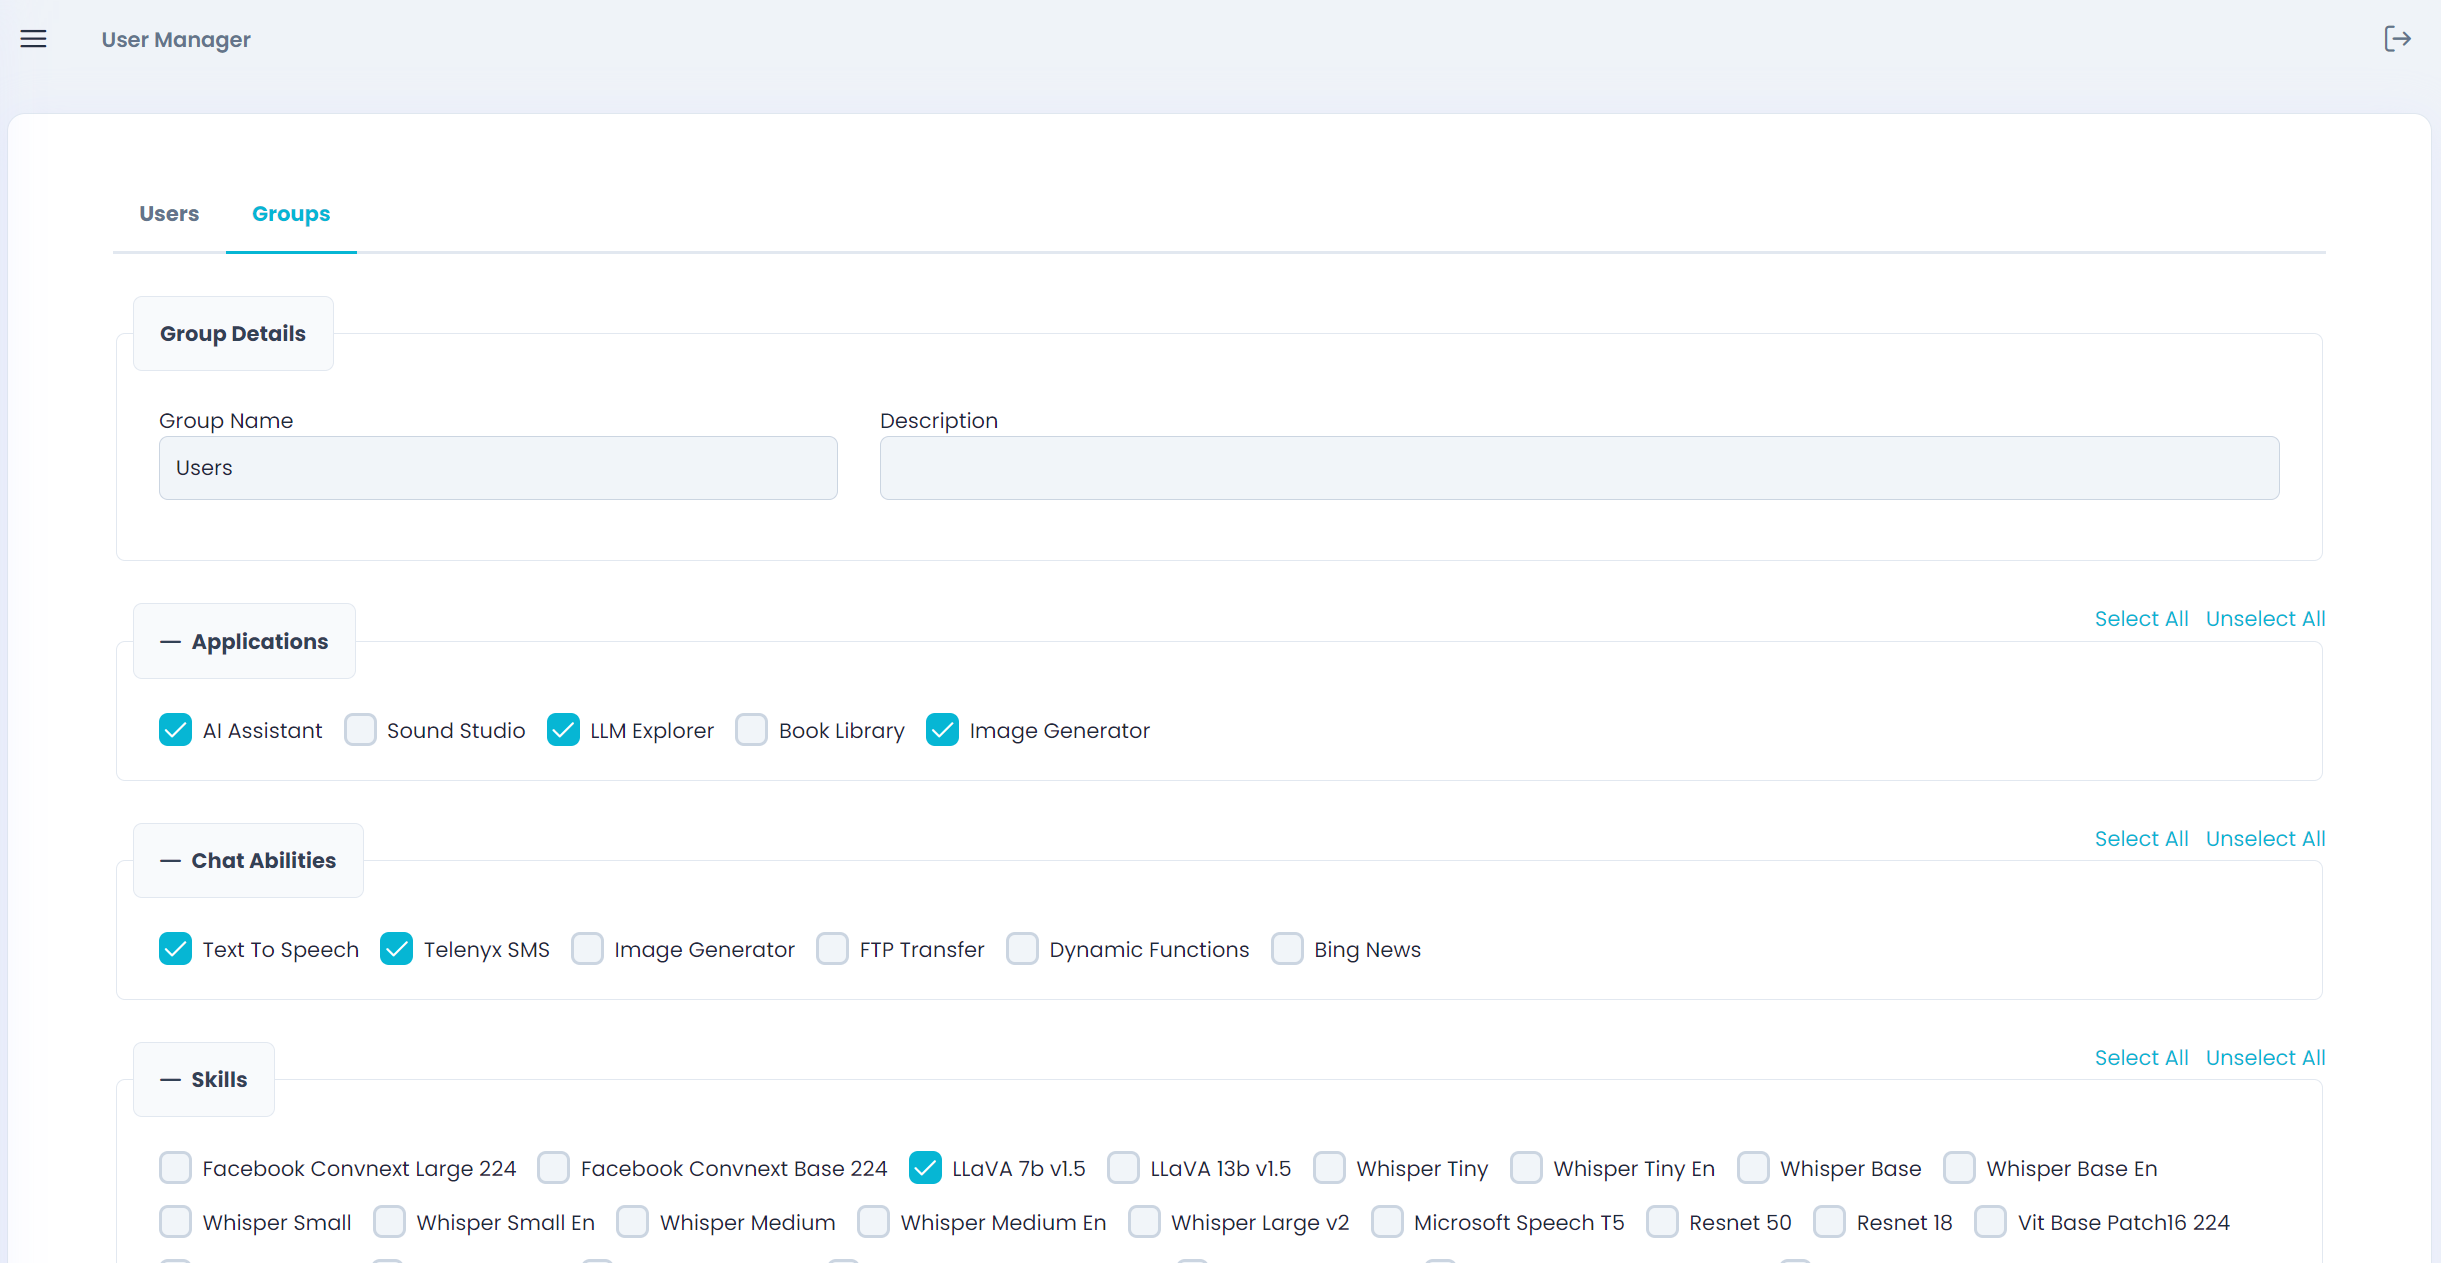 User Manager
Users Groups
Group Details
Group Name Description
Users
Select All Unselect All
Applications
AI Assistant Sound Studio LLM Explorer Book Library Image Generator
Select All Unselect All
Chat Abilities
Text To Speech Telenyx SMS Image Generator FTP Transfer Dynamic Functions Bing News
Select All Unselect All
Skills
Facebook Convnext Large 224 Facebook Convnext Base 224 LLaVA 7b v1.5 LLaVA 13b v1.5 Whisper Tiny Whisper Tiny En Whisper Base Whisper Base En
Whisper Small Whisper Small En Whisper Medium Whisper Medium En Whisper Large v2 Microsoft Speech T5 Resnet 50 Resnet 18 Vit Base Patch16 224